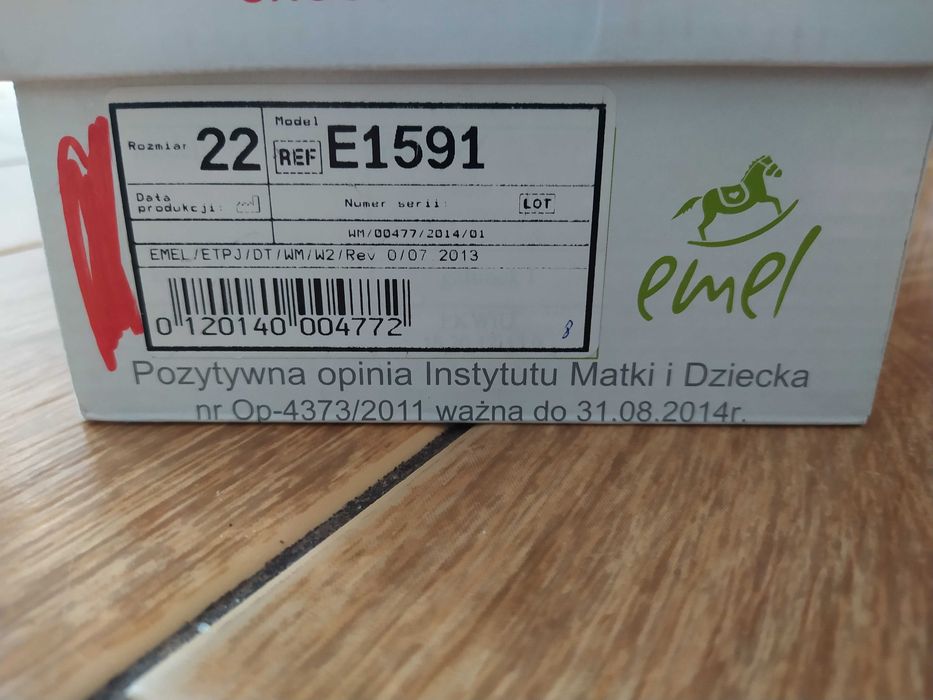 Rozmiar 22
Model
REF E1591
Data
produkcji:
Numer serii: LOT
WM/00477/2014/01
EMEL/ETPJ/DT/WM/W2/Rev 0/07 2013
0 120140 004772
8
emel
Pozytywna opinia Instytutu Matki i Dziecka
nr Op-4373/2011 ważna do 31.08.2014r.